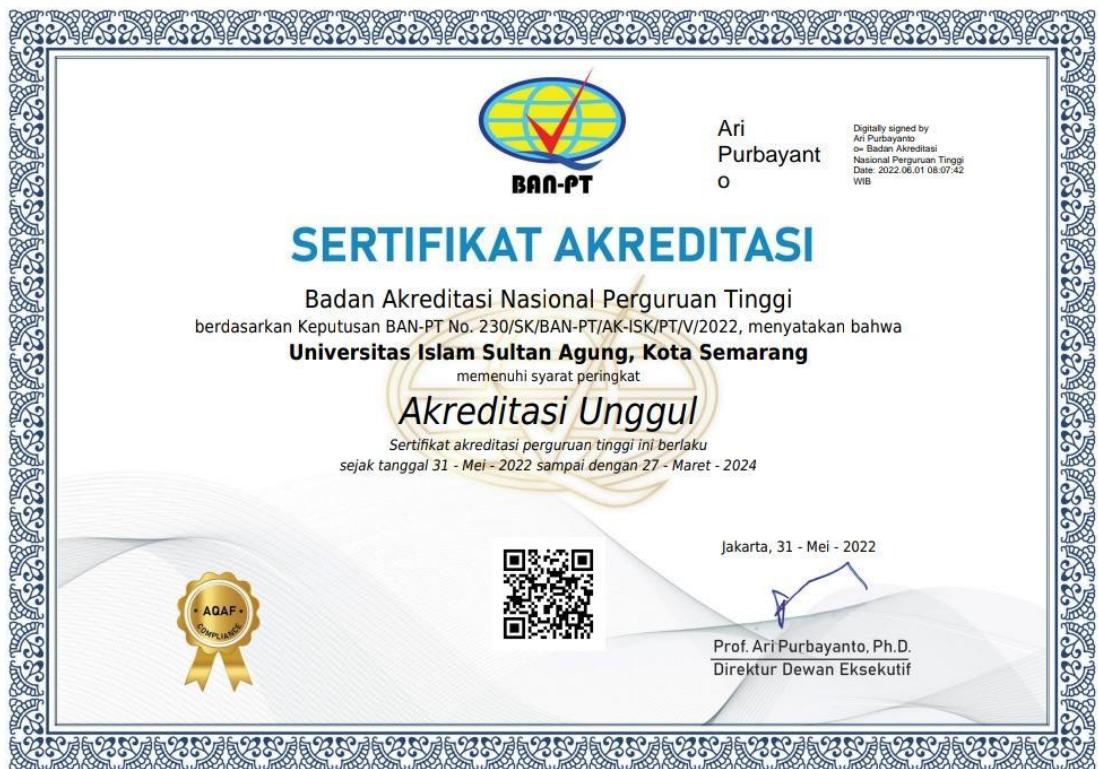 BAN-PT
Ari
Purbayant
o
Digitally signed by
Ari Purbayanto
o= Badan Akreditasi
Nasional Perguruan Tinggi
Date: 2022.06.01 08:07:42
WIB
SERTIFIKAT AKREDITASI
Badan Akreditasi Nasional Perguruan Tinggi
berdasarkan Keputusan BAN-PT No. 230/SK/BAN-PT/AK-ISK/PT/V/2022, menyatakan bahwa
Universitas Islam Sultan Agung, Kota Semarang
memenuhi syarat peringkat
Akreditasi Unggul
Sertifikat akreditasi perguruan tinggi ini berlaku
sejak tanggal 31 - Mei - 2022 sampai dengan 27 - Maret - 2024
Jakarta, 31 - Mei - 2022
AQAF
COMPLIANCE
Prof. Ari Purbayanto, Ph.D.
Direktur Dewan Eksekutif